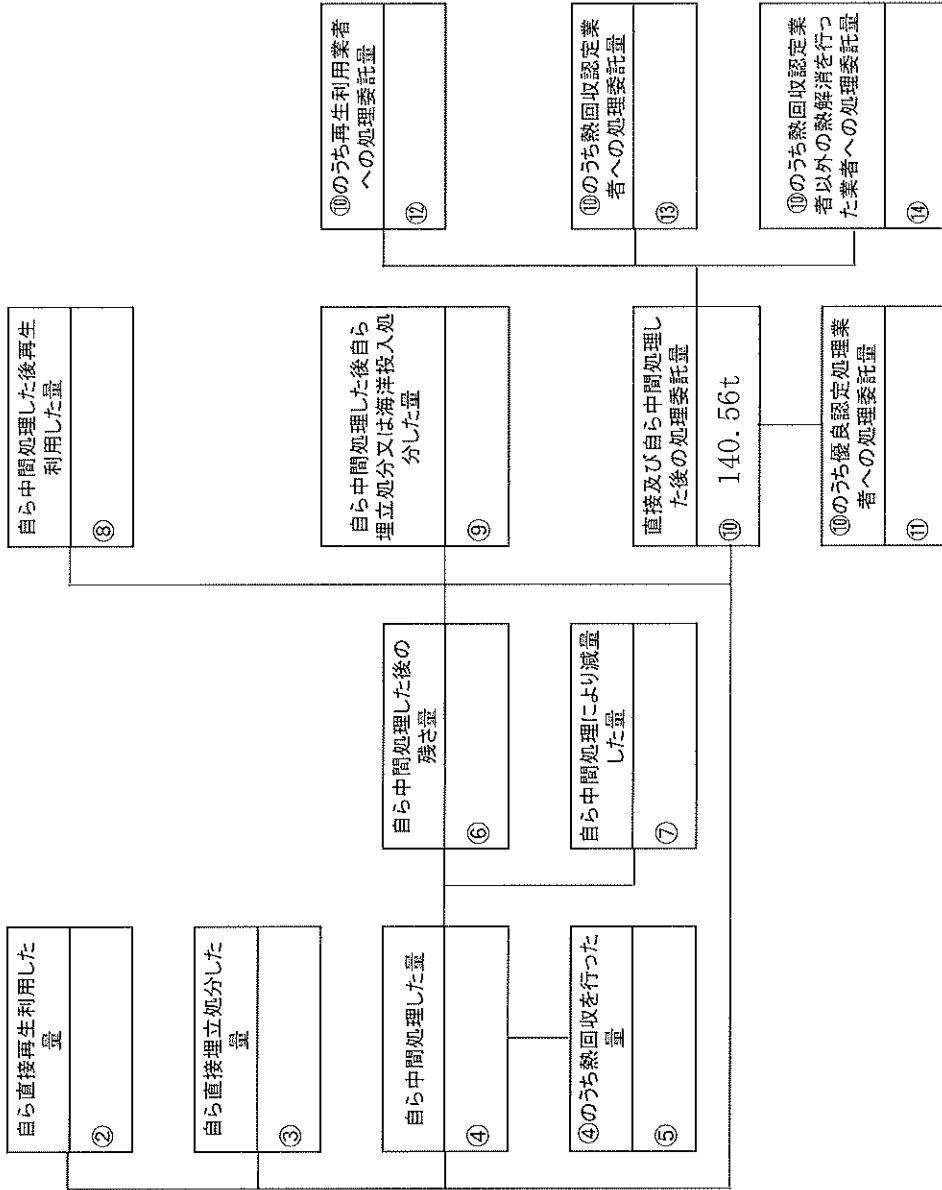 自ら直接再生利用した
量
②
自ら直接埋立処分した
量
③
自ら中間処理した量
④
④のうち熱回収を行った
量
⑤
自ら中間処理した後の
残さ量
⑥
自ら中間処理により減量
した量
⑦
自ら中間処理した後再生
利用した量
⑧
自ら中間処理した後自ら
埋立処分又は海洋投入処
分した量
⑨
直接及び自ら中間処理し
た後の処理委託量
⑩ 140.56t
⑩のうち優良認定処理業
者への処理委託量
⑪
⑩のうち再生利用業者
への処理委託量
⑫
⑩のうち熱回収認定業
者への処理委託量
⑬
⑩のうち熱回収認定業
者以外の熱解消を行っ
た業者への処理委託量
⑭